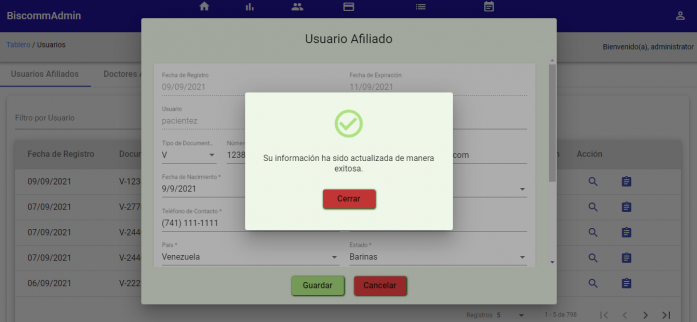 BiscommAdmin
Tablero / Usuarios
Bienvenido(a), administrator
Usuario Afiliado
Usuarios Afiliados
Doctores A
Fecha de Registro
Fecha de Expiración
09/09/2021
11/09/2021
Usuario
pacientez
Filtro por Usuario
Tipo de Document...
V
1238
com
Fecha de Nacimiento *
9/9/2021
Teléfono de Contacto *
(741) 111-1111
País *
Estado *
Venezuela
Barinas
Su información ha sido actualizada de manera
exitosa.
Cerrar
Guardar
Cancelar
Fecha de Registro
Docum
n
Acción
09/09/2021
V-123
07/09/2021
V-277
07/09/2021
V-244
07/09/2021
V-244
06/09/2021
V-222
Registros
5
1 - 5 de 798